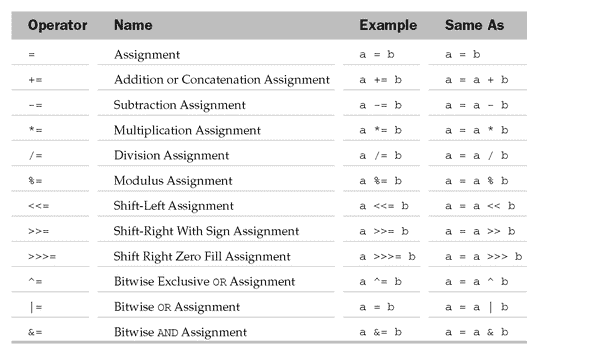 Operator Name Example Same As
= Assignment a = b a = b
+= Addition or Concatenation Assignment a += b a = a + b
-= Subtraction Assignment a -= b a = a - b
*= Multiplication Assignment a *= b a = a * b
/= Division Assignment a /= b a = a / b
%= Modulus Assignment a %= b a = a % b
<<= Shift-Left Assignment a <<= b a = a << b
>>= Shift-Right With Sign Assignment a >>= b a = a >> b
>>>= Shift Right Zero Fill Assignment a >>>= b a = a >>> b
^= Bitwise Exclusive OR Assignment a ^= b a = a ^ b
|= Bitwise OR Assignment a = b a = a | b
&= Bitwise AND Assignment a &= b a = a & b